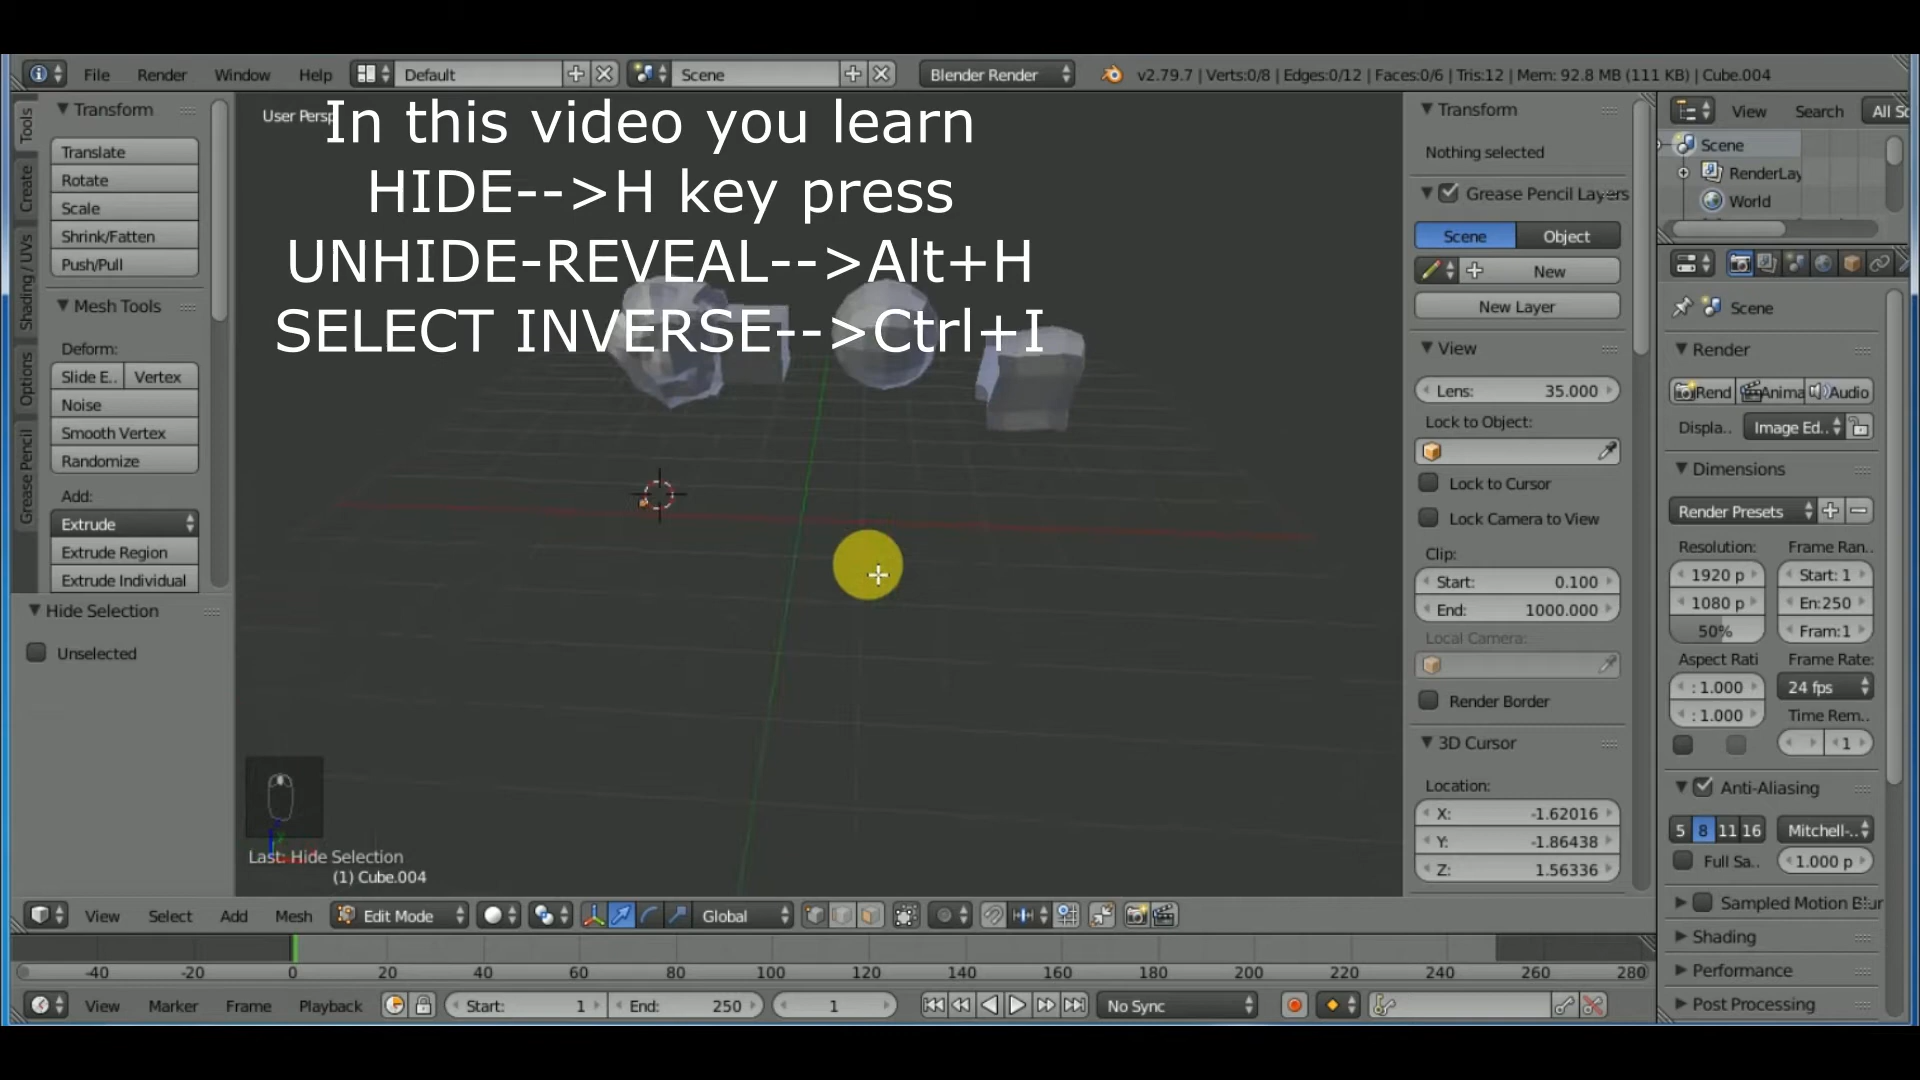 File Render Window Help Default Scene Blender Render v2.79.7 | Verts:0/8 | Edges:0/12 | Faces:0/6 | Tris:12 | Mem: 92.8 MB (111 KB) | Cube.004
In this video you learn
HIDE-->H key press
UNHIDE-REVEAL-->Alt+H
SELECT INVERSE-->Ctrl+I
Tools
Create
Shading / UVs
Options
Grease Pencil
Transform
Translate
Rotate
Scale
Shrink/Fatten
Push/Pull
Mesh Tools
Deform:
Slide E.. Vertex
Noise
Smooth Vertex
Randomize
Add:
Extrude
Extrude Region
Extrude Individual
Hide Selection
Unselected
User Persp
Last: Hide Selection
(1) Cube.004
Transform
Nothing selected
Grease Pencil Layers
Scene Object
New
New Layer
View
Lens: 35.000
Lock to Object:
Lock to Cursor
Lock Camera to View
Clip:
Start: 0.100
End: 1000.000
Local Camera:
Render Border
3D Cursor
Location:
X: -1.62016
Y: -1.86438
Z: 1.56336
View Search All Sc
Scene
RenderLay
World
Scene
Render
Rend Anima Audio
Displa.. Image Ed..
Dimensions
Render Presets
Resolution: Frame Ran..
1920 p Start: 1
1080 p En:250
50% Fram:1
Aspect Rati Frame Rate:
: 1.000 24 fps
: 1.000 Time Rem..
1
Anti-Aliasing
5 8 11 16 Mitchell-..
Full Sa.. 1.000 p
Sampled Motion Blur
Shading
Performance
Post Processing
View Select Add Mesh Edit Mode Global
-40 -20 0 20 40 60 80 100 120 140 160 180 200 220 240 260 280
View Marker Frame Playback Start: 1 End: 250 1 No Sync